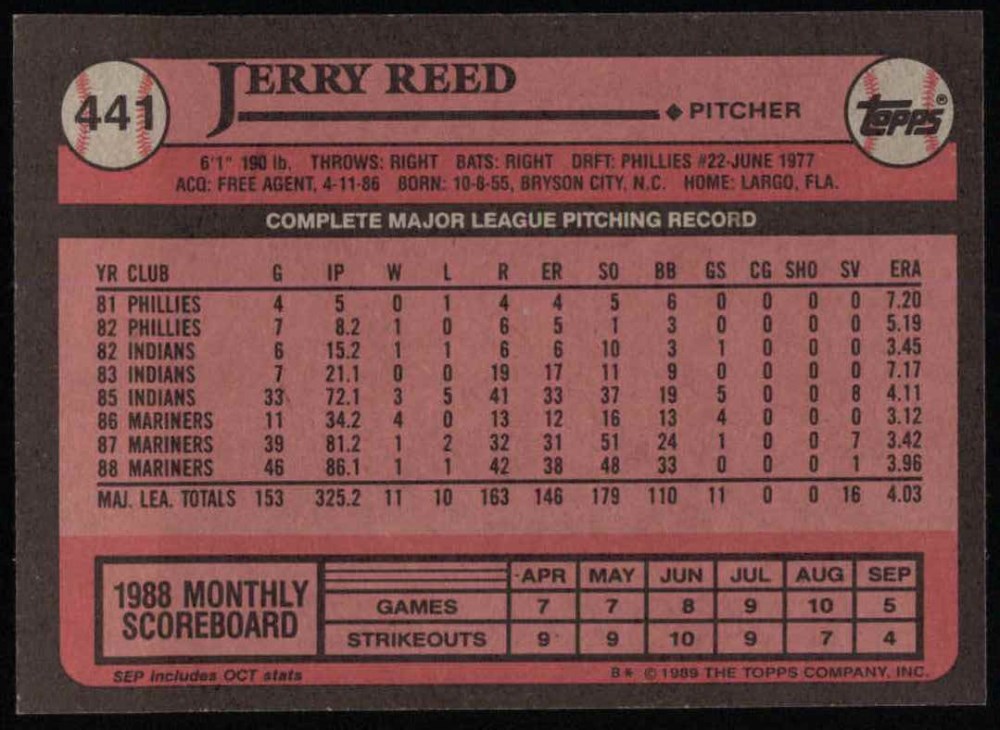 441
JERRY REED
◆ PITCHER
Topps®
6'1" 190 lb. THROWS: RIGHT BATS: RIGHT DRFT: PHILLIES #22-JUNE 1977
ACQ: FREE AGENT, 4-11-86 BORN: 10-8-55, BRYSON CITY, N.C. HOME: LARGO, FLA.
COMPLETE MAJOR LEAGUE PITCHING RECORD
YR CLUB G IP W L R ER SO BB GS CG SHO SV ERA
81 PHILLIES 4 5 0 1 4 4 5 6 0 0 0 0 7.20
82 PHILLIES 7 8.2 1 0 6 5 1 3 0 0 0 0 5.19
82 INDIANS 6 15.2 1 1 6 6 10 3 1 0 0 0 3.45
83 INDIANS 7 21.1 0 0 19 17 11 9 0 0 0 0 7.17
85 INDIANS 33 72.1 3 5 41 33 37 19 5 0 0 8 4.11
86 MARINERS 11 34.2 4 0 13 12 16 13 4 0 0 0 3.12
87 MARINERS 39 81.2 1 2 32 31 51 24 1 0 0 7 3.42
88 MARINERS 46 86.1 1 1 42 38 48 33 0 0 0 1 3.96
MAJ. LEA. TOTALS 153 325.2 11 10 163 146 179 110 11 0 0 16 4.03
1988 MONTHLY
SCOREBOARD
APR MAY JUN JUL AUG SEP
GAMES 7 7 8 9 10 5
STRIKEOUTS 9 9 10 9 7 4
SEP includes OCT stats
B* © 1989 THE TOPPS COMPANY, INC.